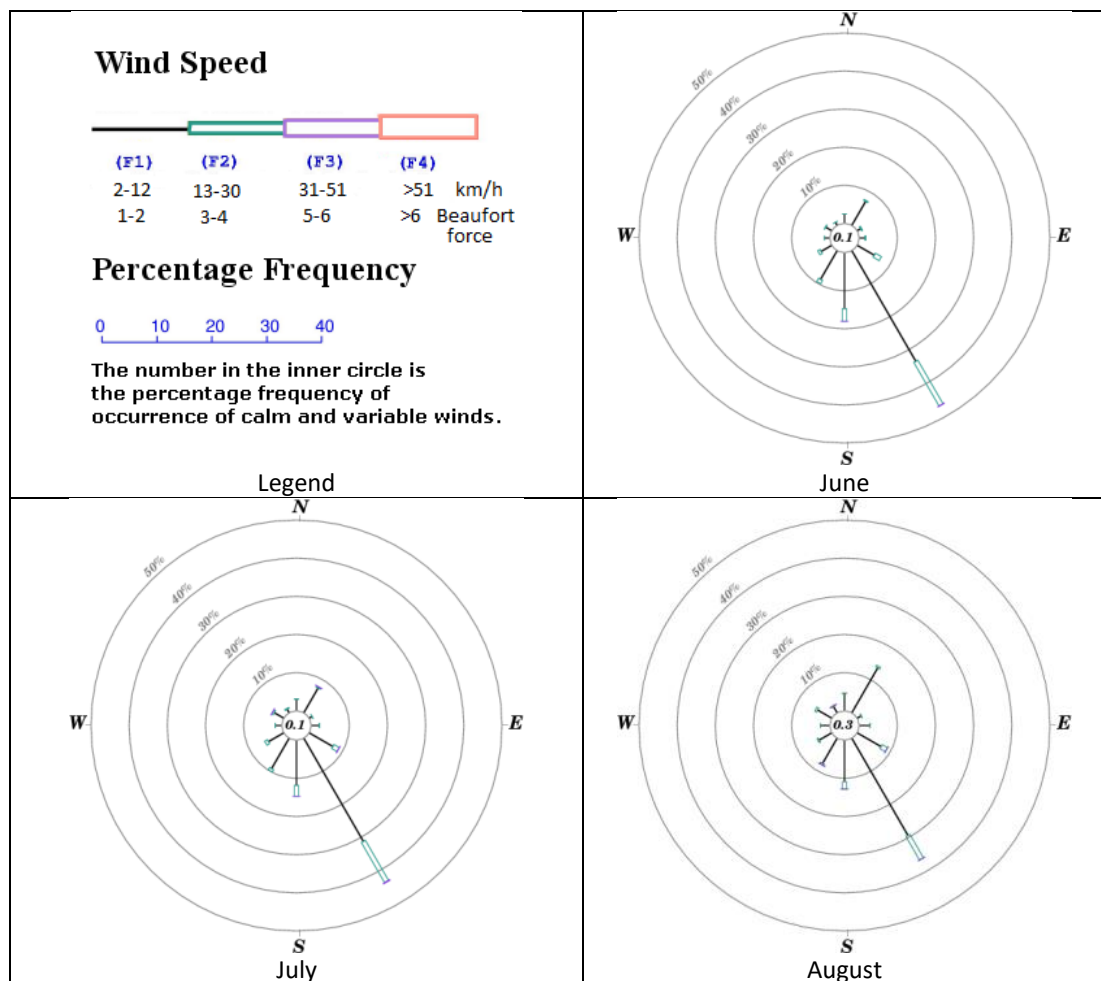 Wind Speed
(F1) (F2) (F3) (F4)
2-12 13-30 31-51 >51 km/h
1-2 3-4 5-6 >6 Beaufort
force
Percentage Frequency
0 10 20 30 40
The number in the inner circle is
the percentage frequency of
occurrence of calm and variable winds.
Legend
N
50%
40%
30%
20%
10%
W 0.1 E
S
June
N
50%
40%
30%
20%
10%
W 0.1 E
S
July
N
50%
40%
30%
20%
10%
W 0.3 E
S
August